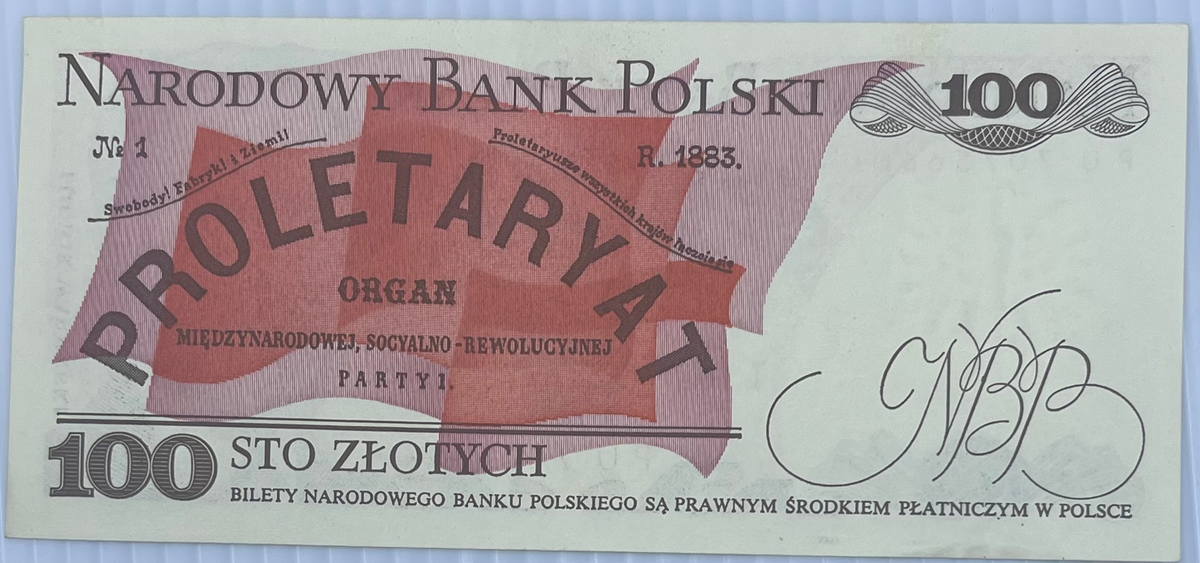 NARODOWY BANK POLSKI
100
№ 1
R. 1883.
Swobody! Fabryk! i Ziemi!
Proletaryusze wszystkich krajów łączcie się
PROLETARYAT
ORGAN
MIĘDZYNARODOWEJ, SOCYALNO-REWOLUCYJNEJ
PARTYI.
NBP
100 STO ZŁOTYCH
BILETY NARODOWEGO BANKU POLSKIEGO SĄ PRAWNYM ŚRODKIEM PŁATNICZYM W POLSCE